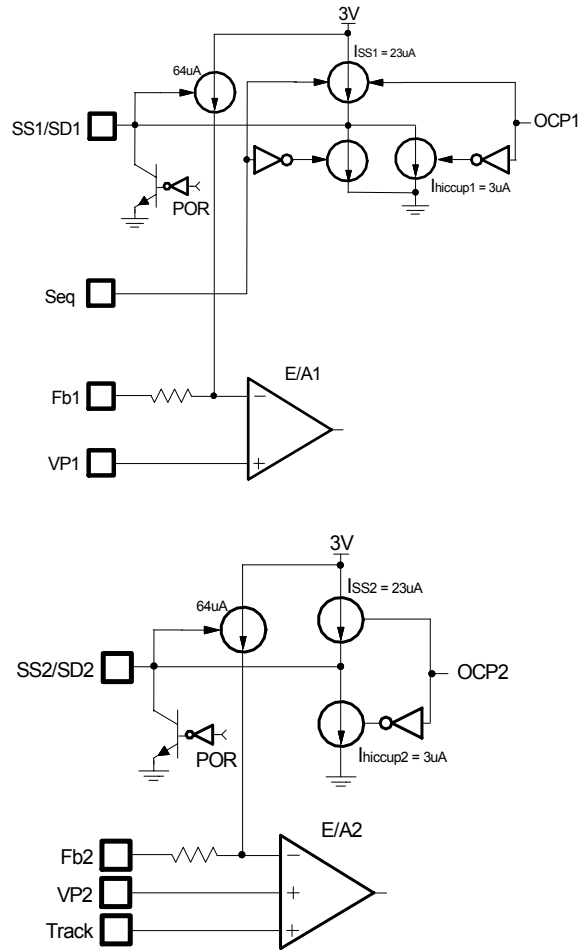 3V
ISS1 = 23uA
64uA
SS1/SD1
OCP1
Ihiccup1 = 3uA
POR
Seq
E/A1
Fb1
VP1
3V
ISS2 = 23uA
64uA
SS2/SD2
OCP2
POR
Ihiccup2 = 3uA
E/A2
Fb2
VP2
Track